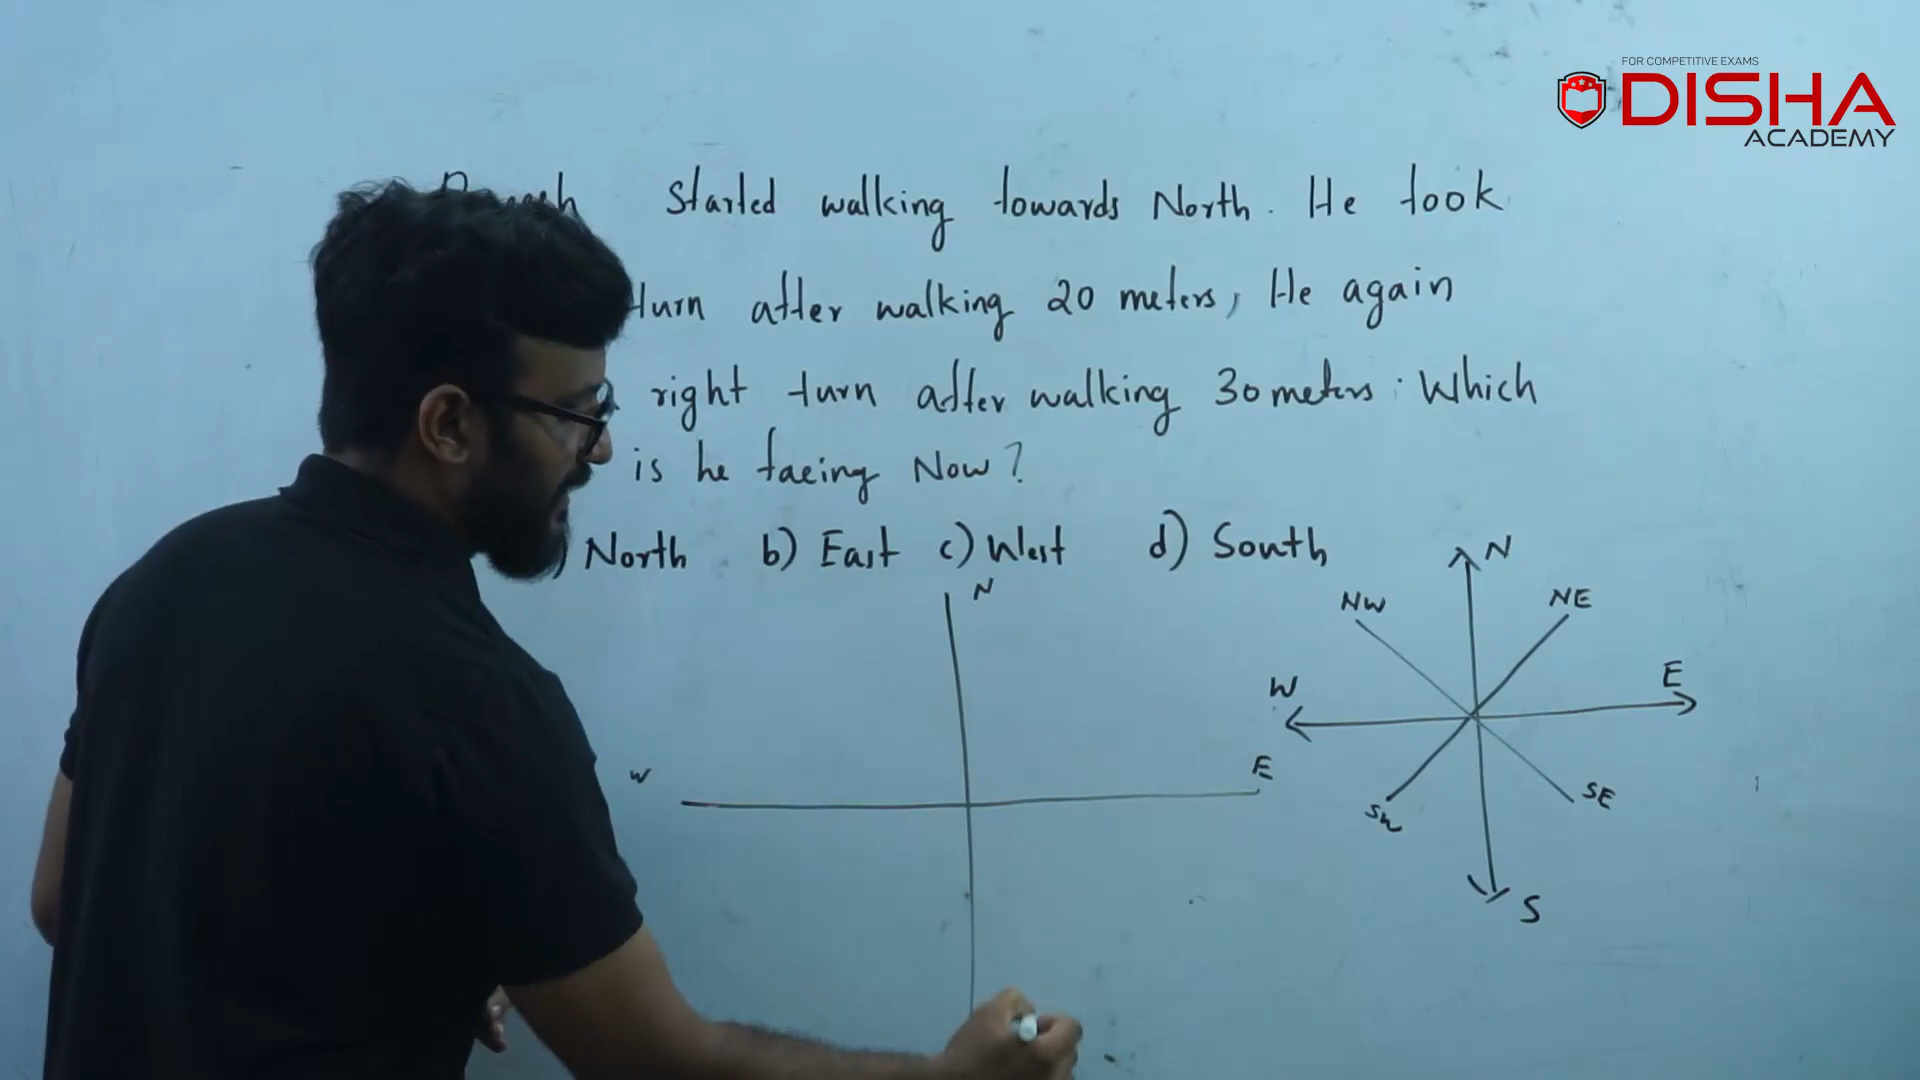 FOR COMPETITIVE EXAMS
DISHA
ACADEMY
Started walking towards North. He took
turn after walking 20 meters, He again
right turn after walking 30 meters. Which
is he facing Now?
) North b) East c) West d) South
N
W
E
N
NW
NE
W
E
SW
SE
S